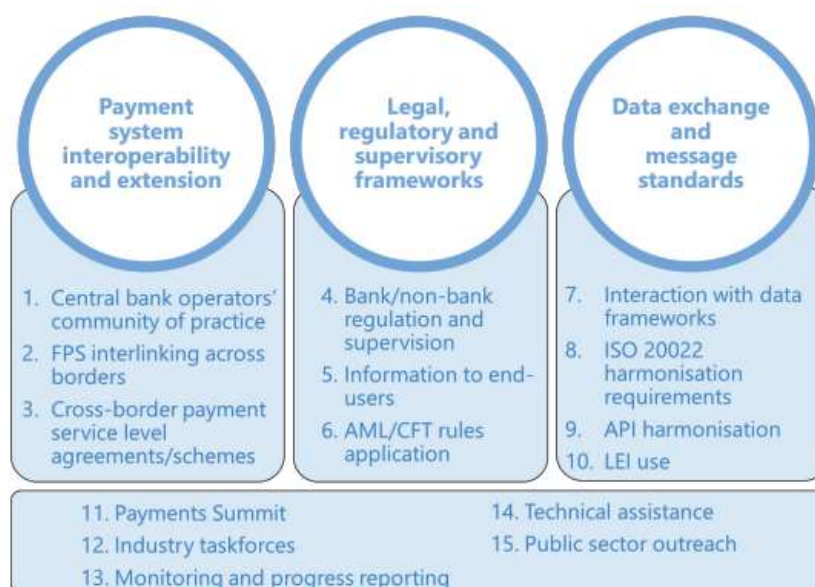 Payment
system
interoperability
and extension
Legal,
regulatory and
supervisory
frameworks
Data exchange
and
message
standards
1. Central bank operators’
community of practice
2. FPS interlinking across
borders
3. Cross-border payment
service level
agreements/schemes
4. Bank/non-bank
regulation and
supervision
5. Information to end-
users
6. AML/CFT rules
application
7. Interaction with data
frameworks
8. ISO 20022
harmonisation
requirements
9. API harmonisation
10. LEI use
11. Payments Summit
12. Industry taskforces
13. Monitoring and progress reporting
14. Technical assistance
15. Public sector outreach